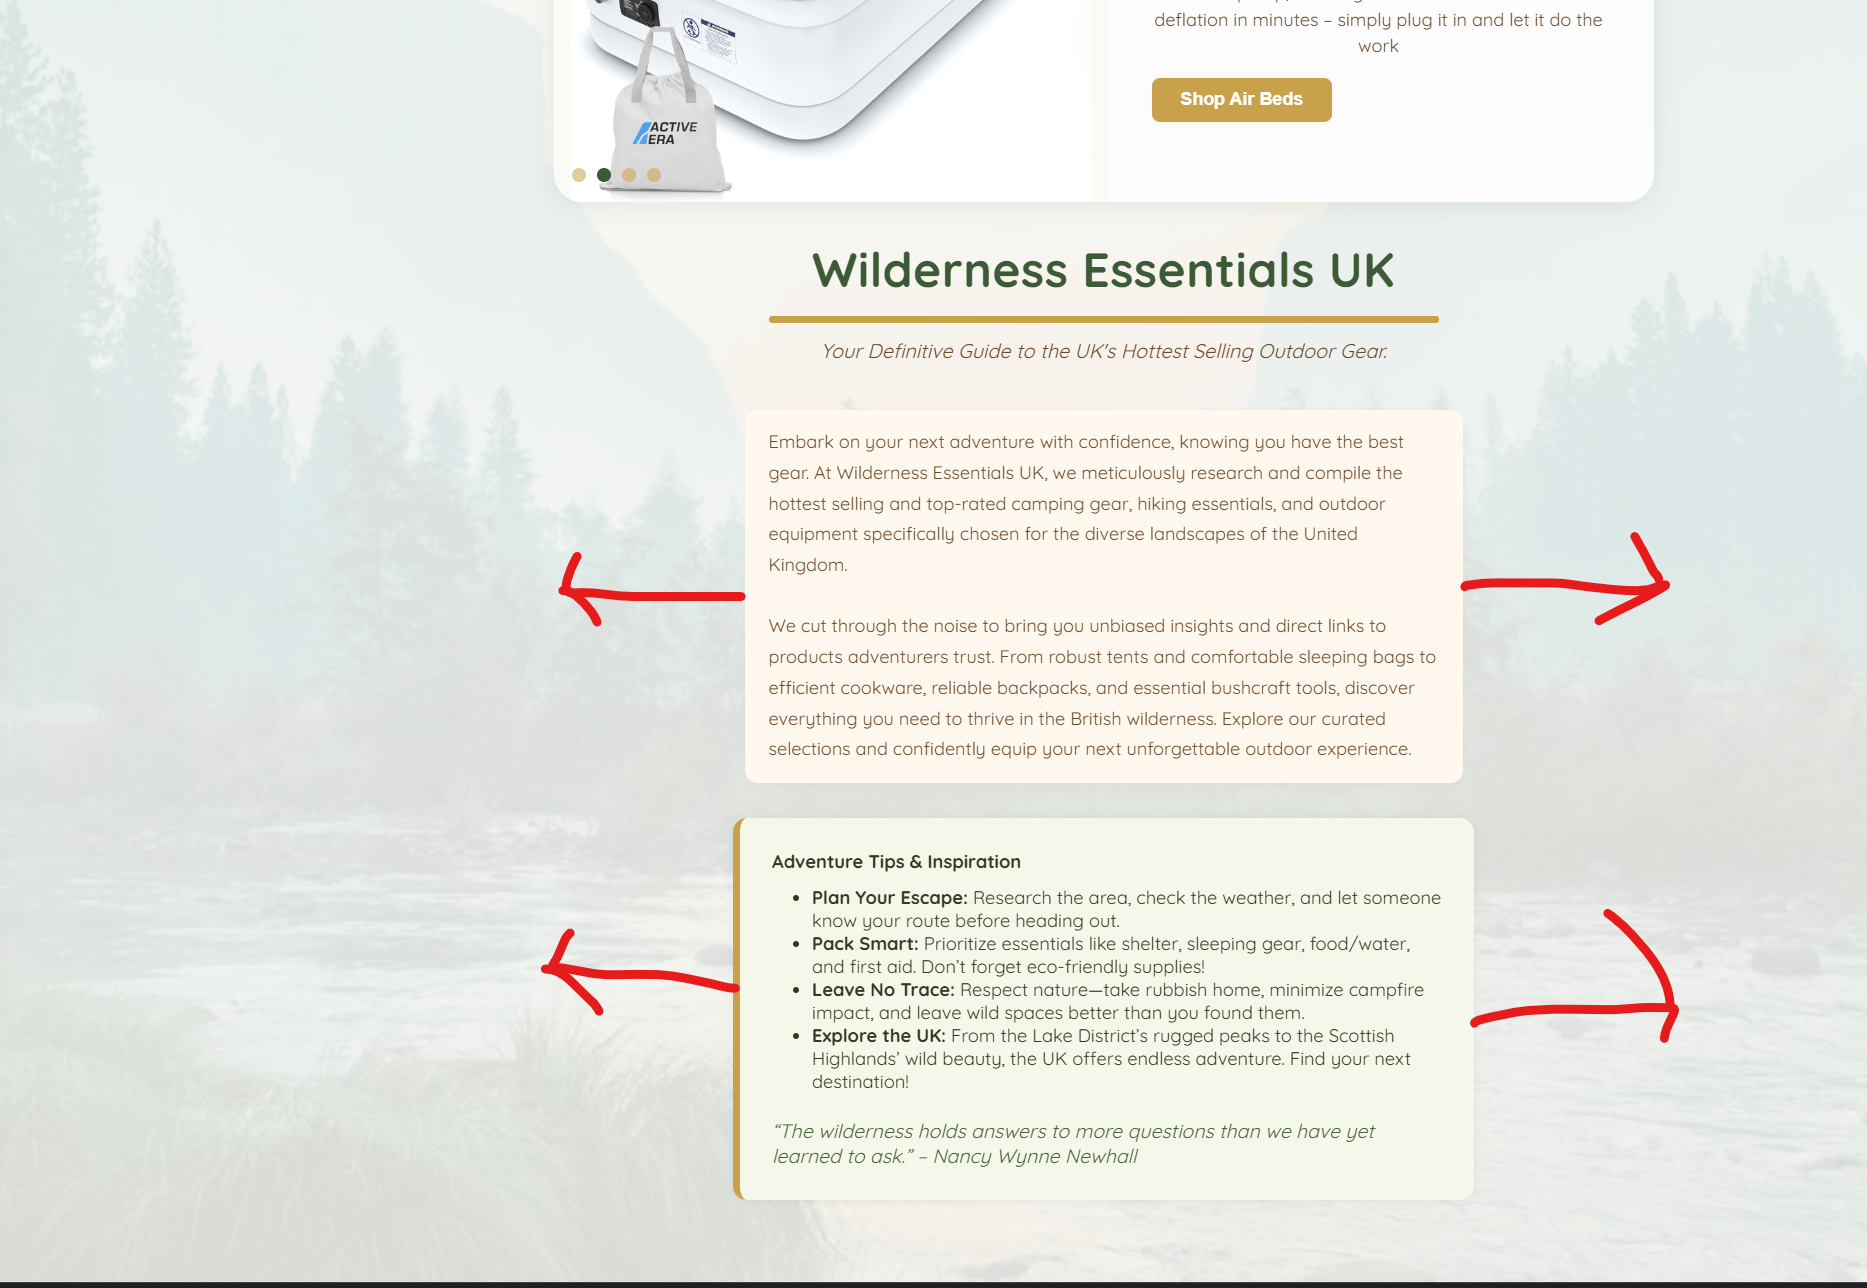 deflation in minutes – simply plug it in and let it do the
work
Shop Air Beds
ACTIVE
ERA
Wilderness Essentials UK
Your Definitive Guide to the UK's Hottest Selling Outdoor Gear.
Embark on your next adventure with confidence, knowing you have the best
gear. At Wilderness Essentials UK, we meticulously research and compile the
hottest selling and top-rated camping gear, hiking essentials, and outdoor
equipment specifically chosen for the diverse landscapes of the United
Kingdom.
We cut through the noise to bring you unbiased insights and direct links to
products adventurers trust. From robust tents and comfortable sleeping bags to
efficient cookware, reliable backpacks, and essential bushcraft tools, discover
everything you need to thrive in the British wilderness. Explore our curated
selections and confidently equip your next unforgettable outdoor experience.
Adventure Tips & Inspiration
• Plan Your Escape: Research the area, check the weather, and let someone
know your route before heading out.
• Pack Smart: Prioritize essentials like shelter, sleeping gear, food/water,
and first aid. Don’t forget eco-friendly supplies!
• Leave No Trace: Respect nature—take rubbish home, minimize campfire
impact, and leave wild spaces better than you found them.
• Explore the UK: From the Lake District’s rugged peaks to the Scottish
Highlands’ wild beauty, the UK offers endless adventure. Find your next
destination!
“The wilderness holds answers to more questions than we have yet
learned to ask.” – Nancy Wynne Newhall